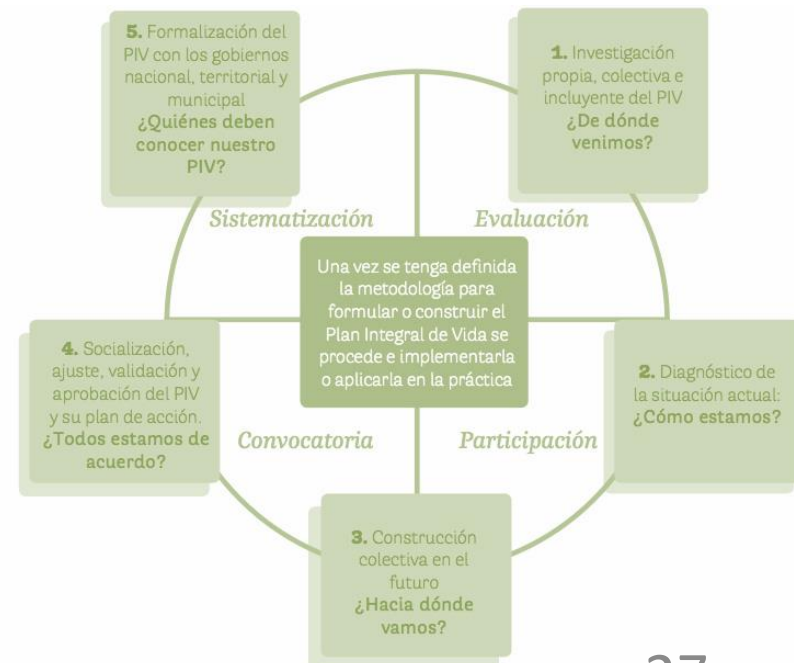 5. Formalización del
PIV con los gobiernos
nacional, territorial y
municipal
¿Quiénes deben
conocer nuestro
PIV?
1. Investigación
propia, colectiva e
incluyente del PIV
¿De dónde
venimos?
Sistematización
Evaluación
Una vez se tenga definida
la metodología para
formular o construir el
Plan Integral de Vida se
procede e implementarla
o aplicarla en la práctica
4. Socialización,
ajuste, validación y
aprobación del PIV
y su plan de acción.
¿Todos estamos de
acuerdo?
2. Diagnóstico de
la situación actual:
¿Cómo estamos?
Convocatoria
Participación
3. Construcción
colectiva en el
futuro
¿Hacia dónde
vamos?